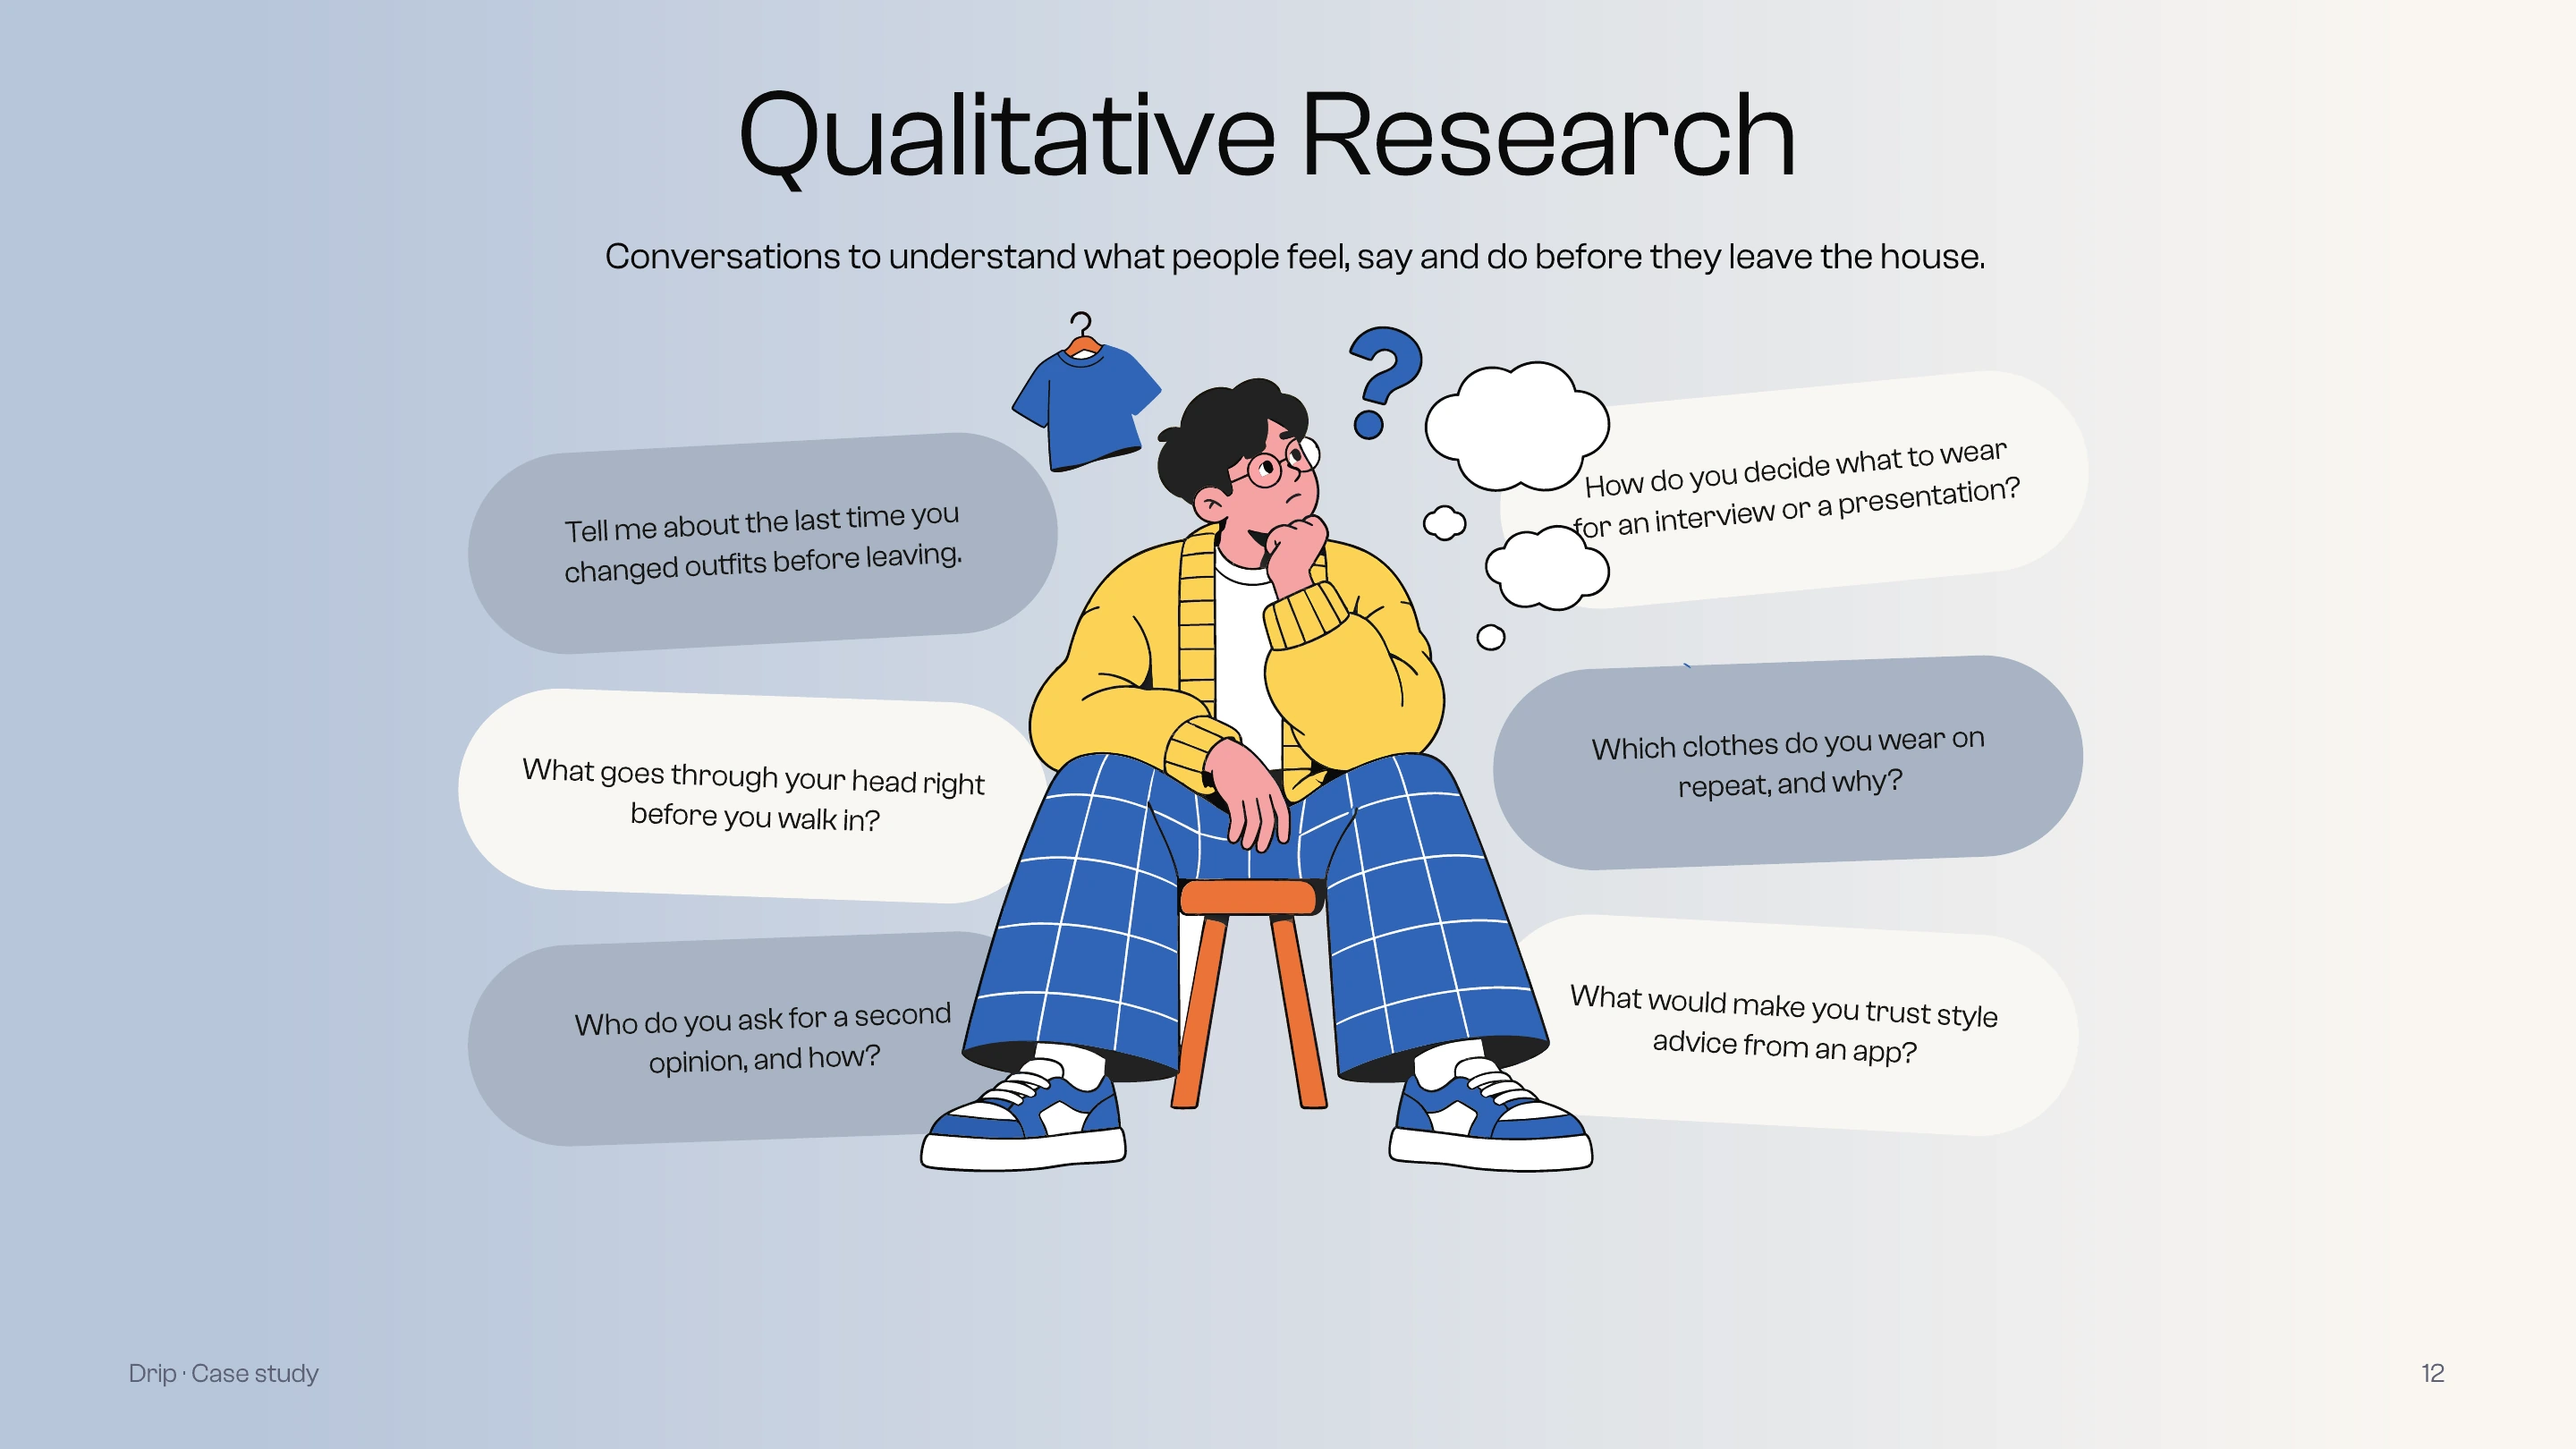 Qualitative Research
Conversations to understand what people feel, say and do before they leave the house.
Tell me about the last time you
changed outfits before leaving.
What goes through your head right
before you walk in?
Who do you ask for a second
opinion, and how?
How do you decide what to wear
for an interview or a presentation?
Which clothes do you wear on
repeat, and why?
What would make you trust style
advice from an app?
Drip · Case study
12